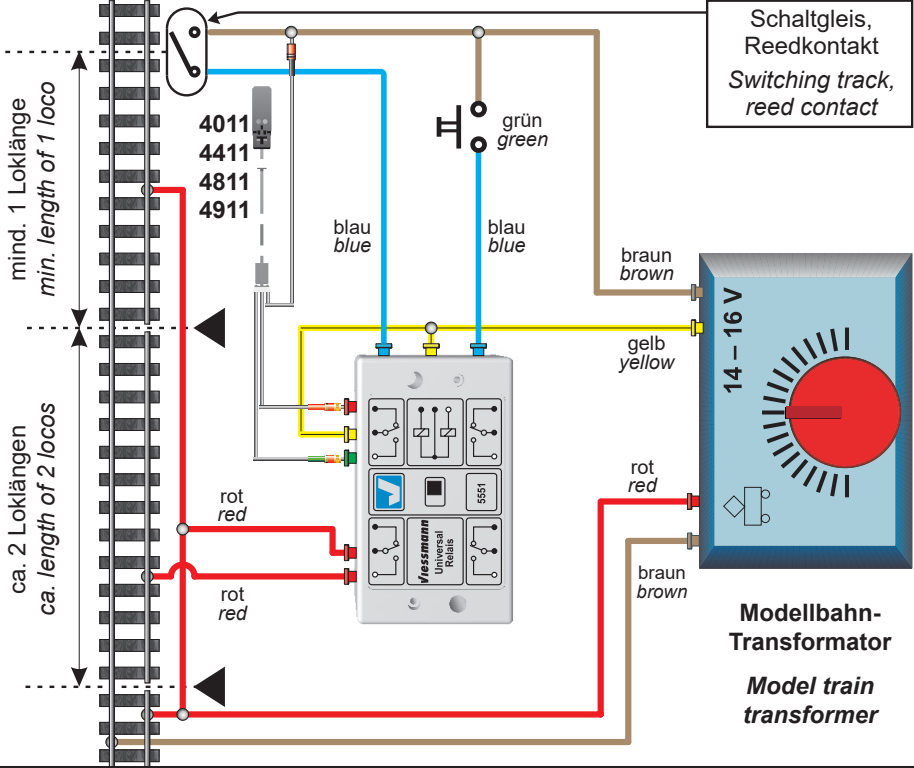 Schaltgleis,
Reedkontakt
Switching track,
reed contact
mind. 1 Loklänge
min. length of 1 loco
4011
4411
4811
4911
grün
green
blau
blue
blau
blue
braun
brown
14 – 16 V
gelb
yellow
ca. 2 Loklängen
ca. length of 2 locos
rot
red
rot
red
5551
Viessmann
Universal
Relais
rot
red
braun
brown
Modellbahn-
Transformator
Model train
transformer